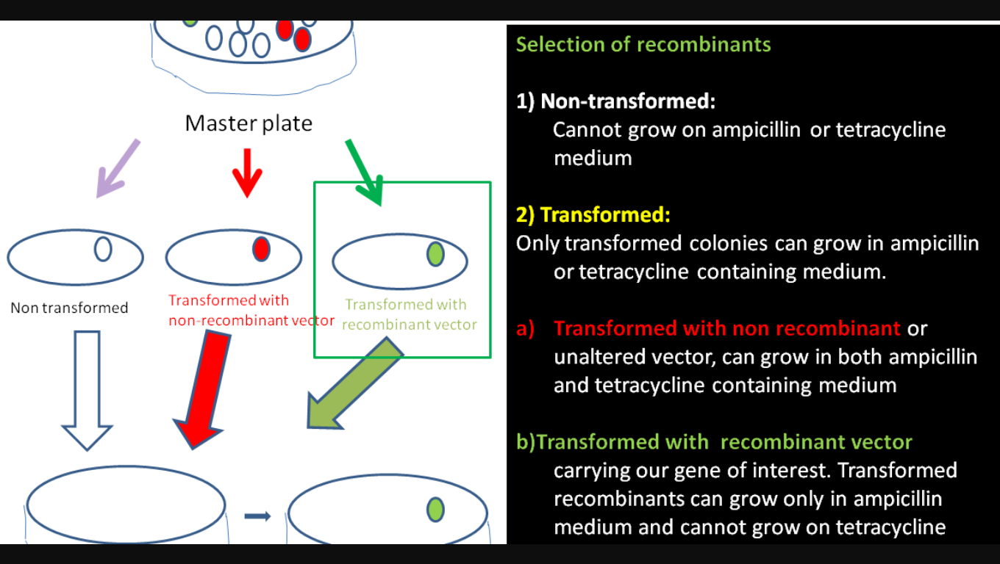 Master plate
Non transformed
Transformed with
non-recombinant vector
Transformed with
recombinant vector
Selection of recombinants
1) Non-transformed:
Cannot grow on ampicillin or tetracycline
medium
2) Transformed:
Only transformed colonies can grow in ampicillin
or tetracycline containing medium.
a) Transformed with non recombinant or
unaltered vector, can grow in both ampicillin
and tetracycline containing medium
b)Transformed with recombinant vector
carrying our gene of interest. Transformed
recombinants can grow only in ampicillin
medium and cannot grow on tetracycline